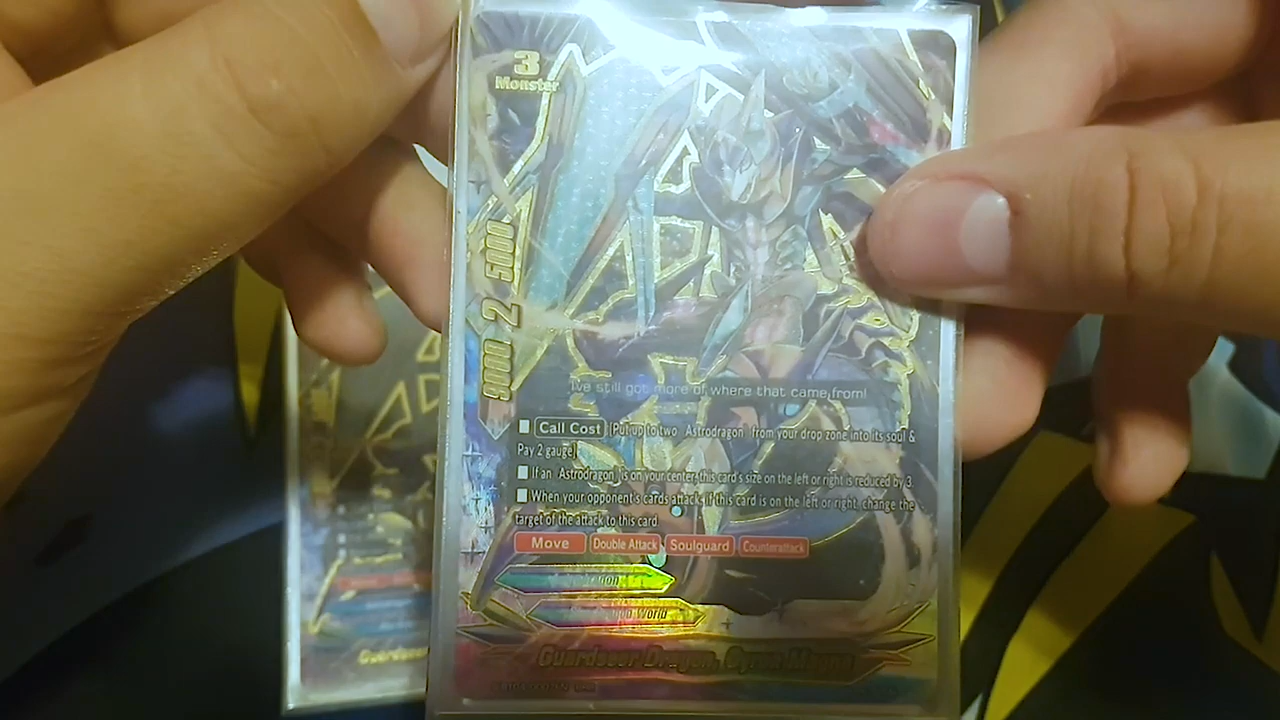 3
Monster
9000 2 5000
I've still got more of where that came from!
Call Cost [Put up to two "Astrodragon" from your drop zone into its soul &
Pay 2 gauge]
If an "Astrodragon" is on your center, this card's size on the left or right is reduced by 3.
When your opponent's cards attack, if this card is on the left or right, change the
target of the attack to this card.
Move Double Attack Soulguard Counterattack
World
Dragon,